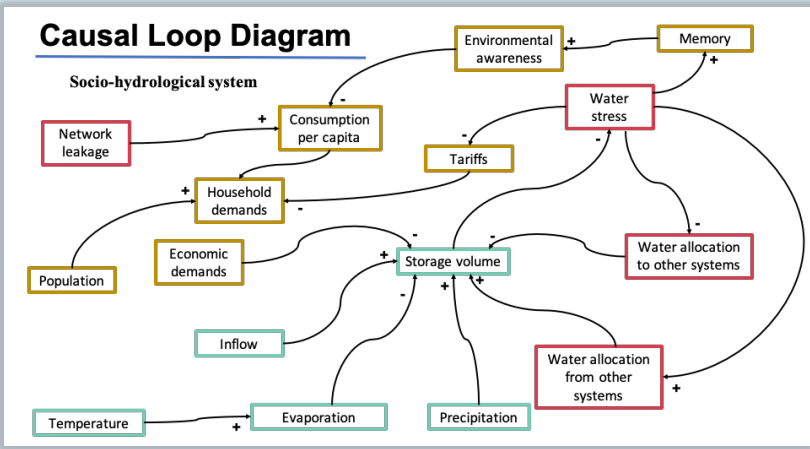 Causal Loop Diagram
Socio-hydrological system
Environmental
awareness
+
Memory
+
Water
stress
-
Consumption
per capita
+
Network
leakage
-
Tariffs
-
+
Household
demands
-
-
Economic
demands
-
-
Water allocation
to other systems
+
Storage volume
Population
-
+
+
Inflow
Water allocation
from other
systems
+
Temperature
+
Evaporation
Precipitation